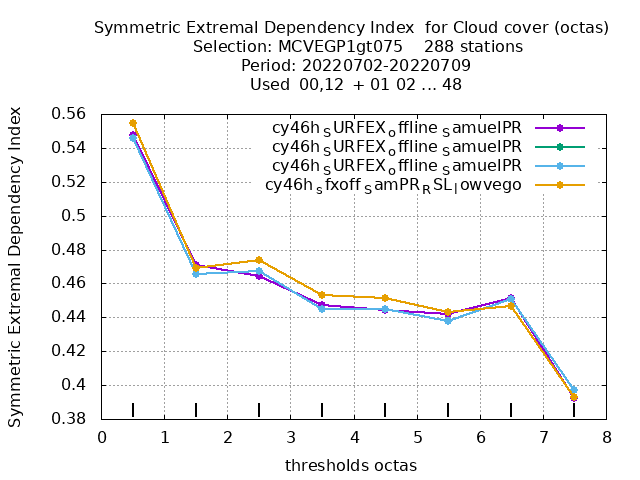 Symmetric Extremal Dependency Index  for Cloud cover (octas)
Selection: MCVEGP1gt075    288 stations
Period: 20220702-20220709
Used  00,12  + 01 02 ... 48
Symmetric Extremal Dependency Index
0.56
0.54
0.52
0.5
0.48
0.46
0.44
0.42
0.4
0.38
cy46h_SURFEX_offline_SamuelPR
cy46h_SURFEX_offline_SamuelPR
cy46h_SURFEX_offline_SamuelPR
cy46h_sfxoff_SamPR_RSL_lowvego
0 1 2 3 4 5 6 7 8
thresholds octas